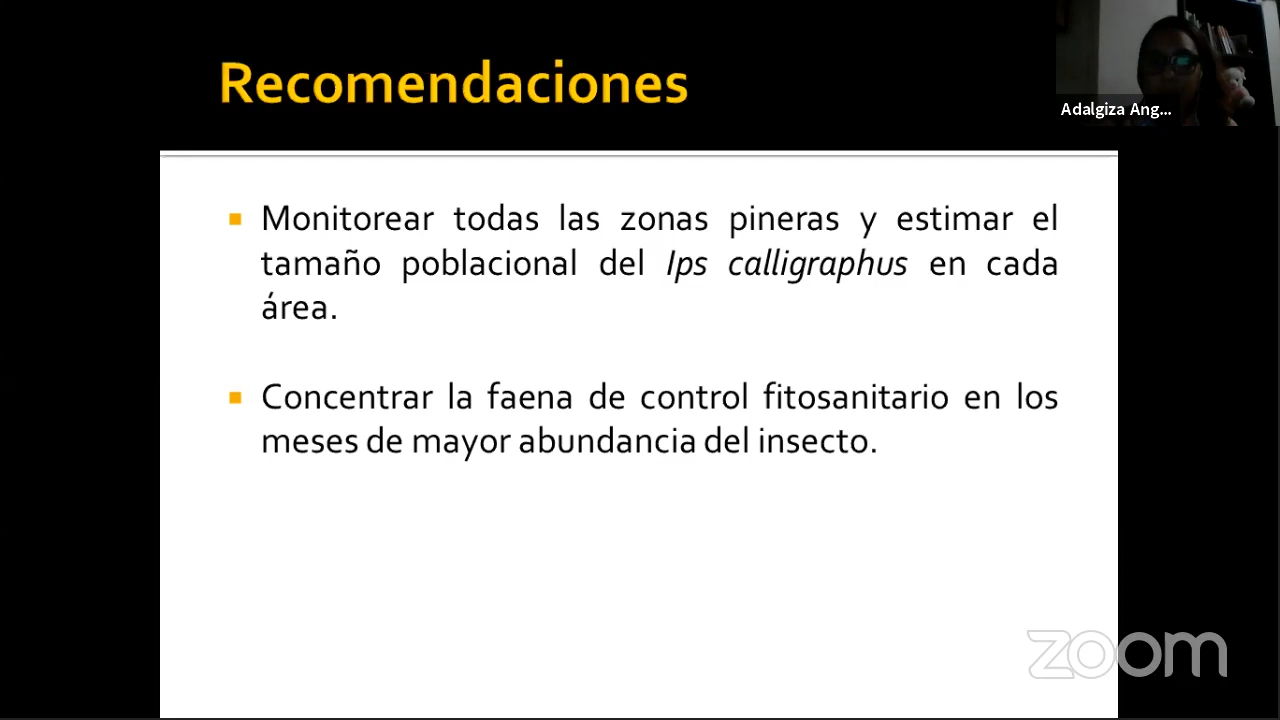 Recomendaciones
Adalgiza Ang...
▪ Monitorear todas las zonas pineras y estimar el
tamaño poblacional del Ips calligraphus en cada
área.
▪ Concentrar la faena de control fitosanitario en los
meses de mayor abundancia del insecto.
zoom